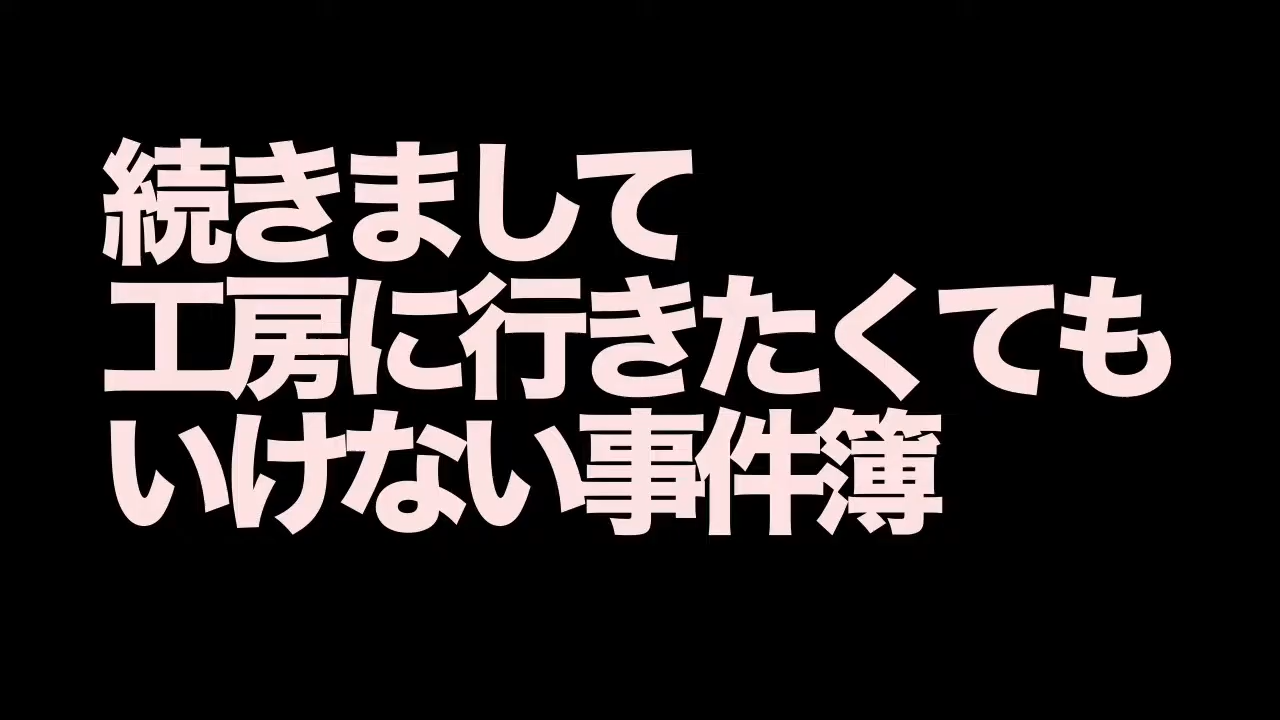 続きまして
工房に行きたくても
いけない事件簿